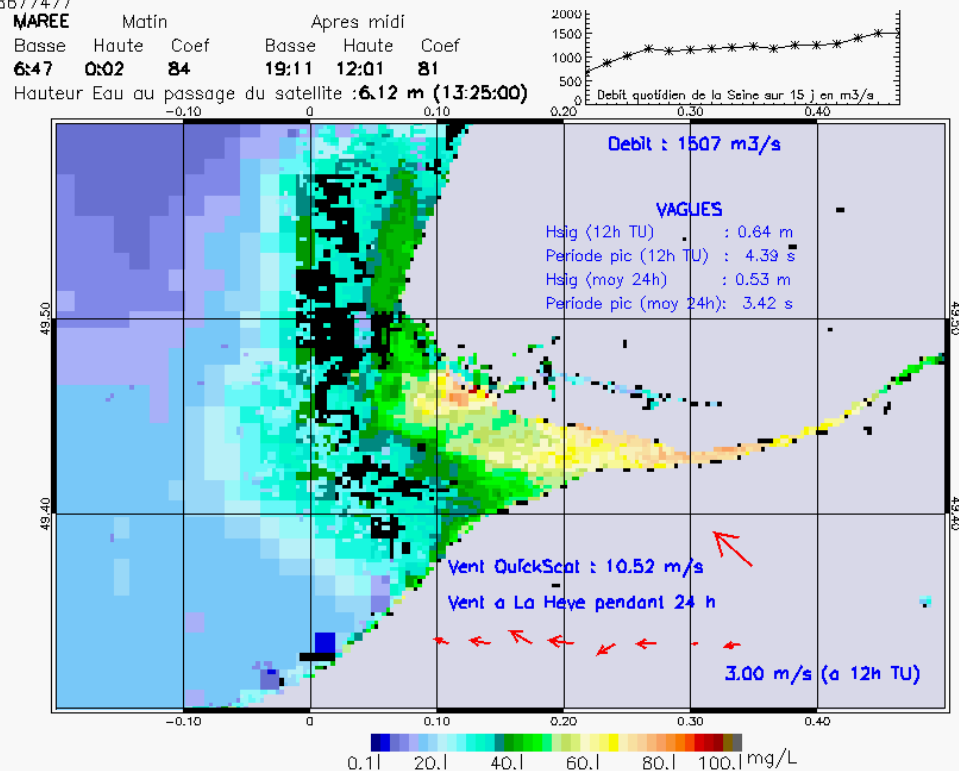 MAREE Matin Apres midi
Basse Haute Coef Basse Haute Coef
6:47 0:02 84 19:11 12:01 81
Hauteur Eau au passage du satellite :6.12 m (13:25:00)
2000
1500
1000
500
0
Debit quotidien de la Seine sur 15 j en m3/s
-0.10 0 0.10 0.20 0.30 0.40
Debit : 1507 m3/s
VAGUES
Hsig (12h TU) : 0.64 m
Periode pic (12h TU) : 4.39 s
Hsig (moy 24h) : 0.53 m
Periode pic (moy 24h): 3.42 s
49.50 49.50
49.40 49.40
Vent QuickScat : 10.52 m/s
Vent a La Heve pendant 24 h
3.00 m/s (a 12h TU)
-0.10 0 0.10 0.20 0.30 0.40
0.1 20.1 40.1 60.1 80.1 100.1 mg/L